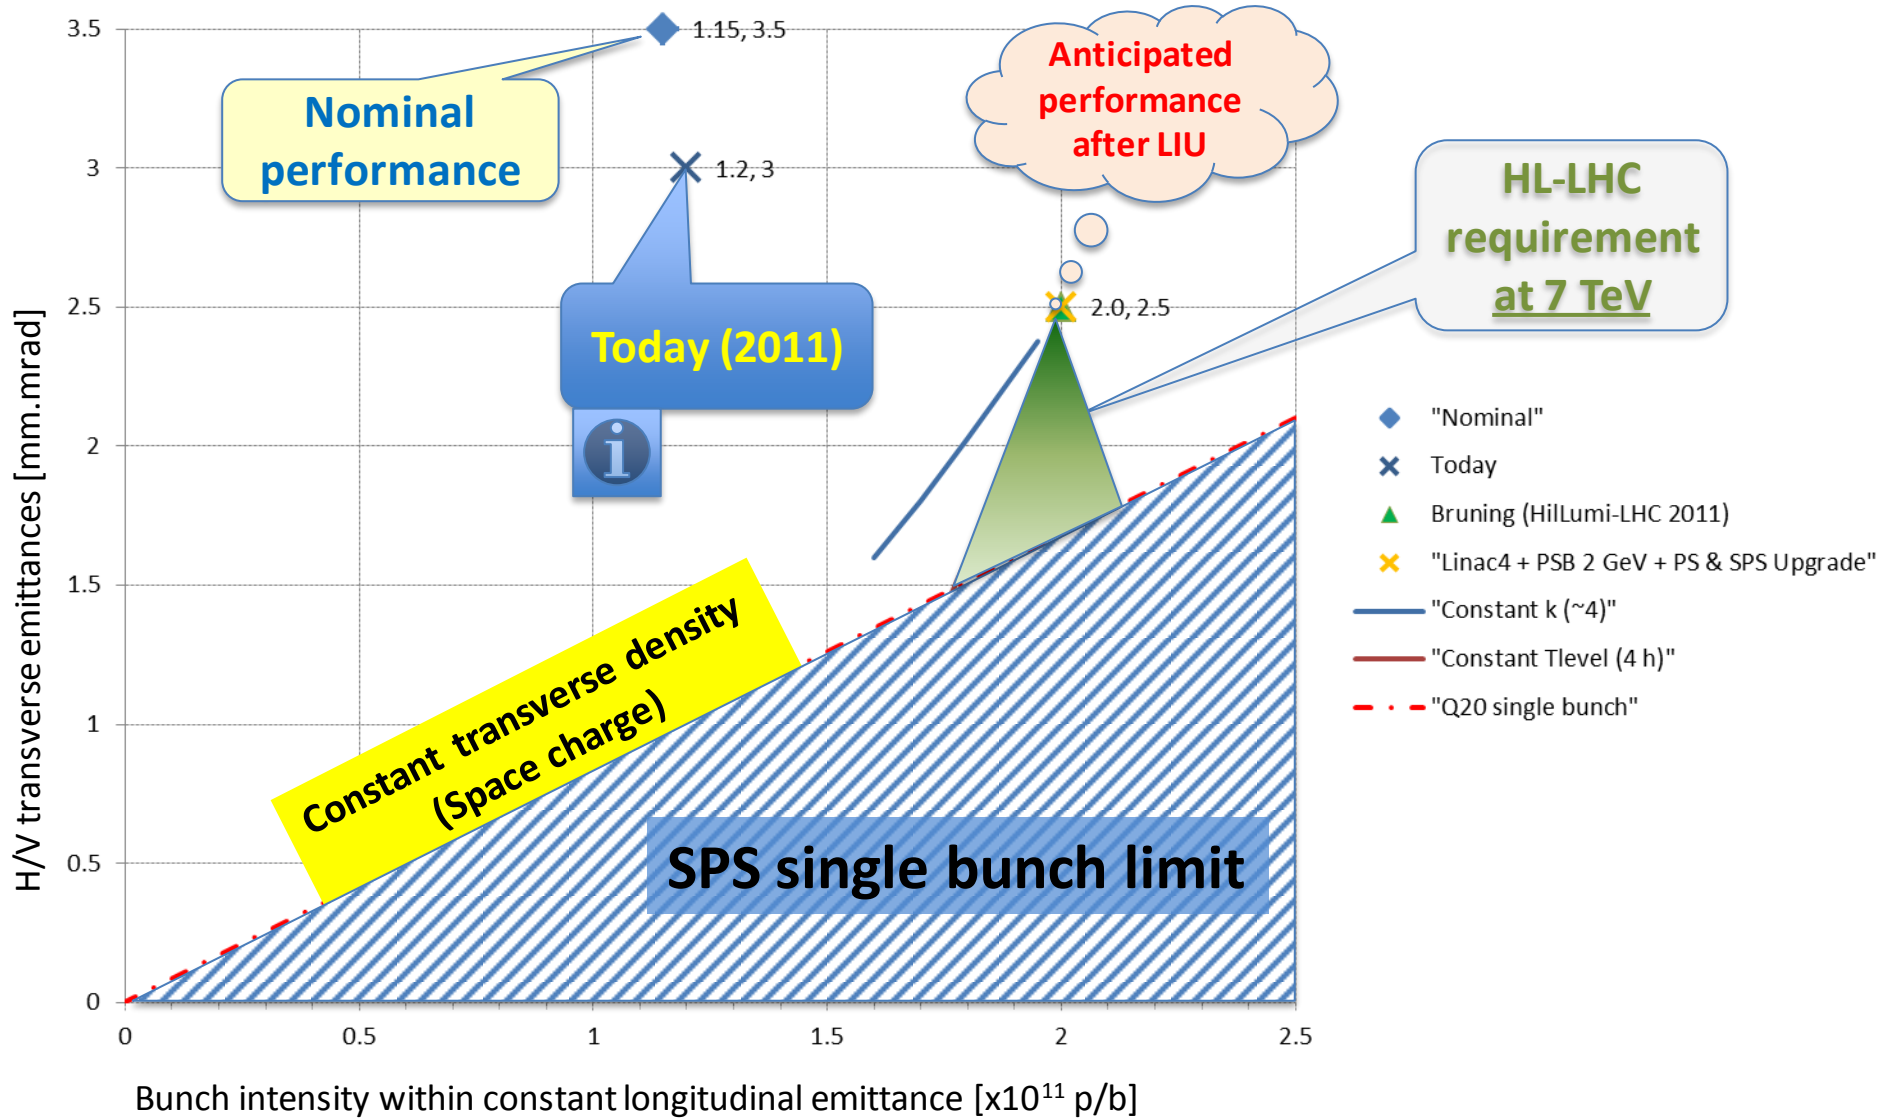 3.5
3
2.5
2
1.5
1
0.5
0
0
0.5
1
1.5
2
2.5
H/V transverse emittances [mm.mrad]
Bunch intensity within constant longitudinal emittance [x10¹¹ p/b]
1.15, 3.5
Nominal
performance
1.2, 3
Today (2011)
i
Anticipated
performance
after LIU
2.0, 2.5
HL-LHC
requirement
at 7 TeV
Constant transverse density
(Space charge)
SPS single bunch limit
"Nominal"
Today
Bruning (HilLumi-LHC 2011)
"Linac4 + PSB 2 GeV + PS & SPS Upgrade"
"Constant k (~4)"
"Constant Tlevel (4 h)"
"Q20 single bunch"